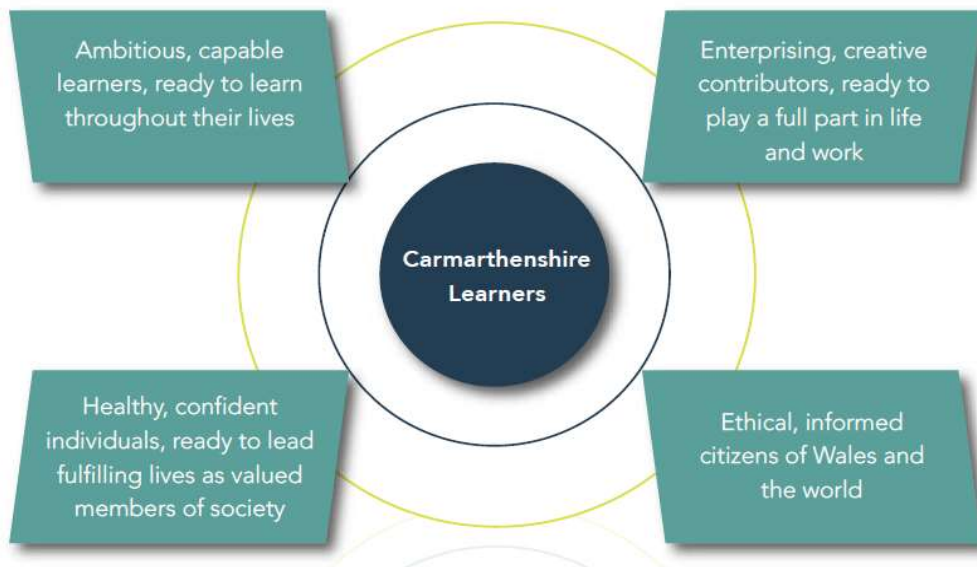 Ambitious, capable
learners, ready to learn
throughout their lives
Enterprising, creative
contributors, ready to
play a full part in life
and work
Carmarthenshire
Learners
Healthy, confident
individuals, ready to lead
fulfilling lives as valued
members of society
Ethical, informed
citizens of Wales and
the world